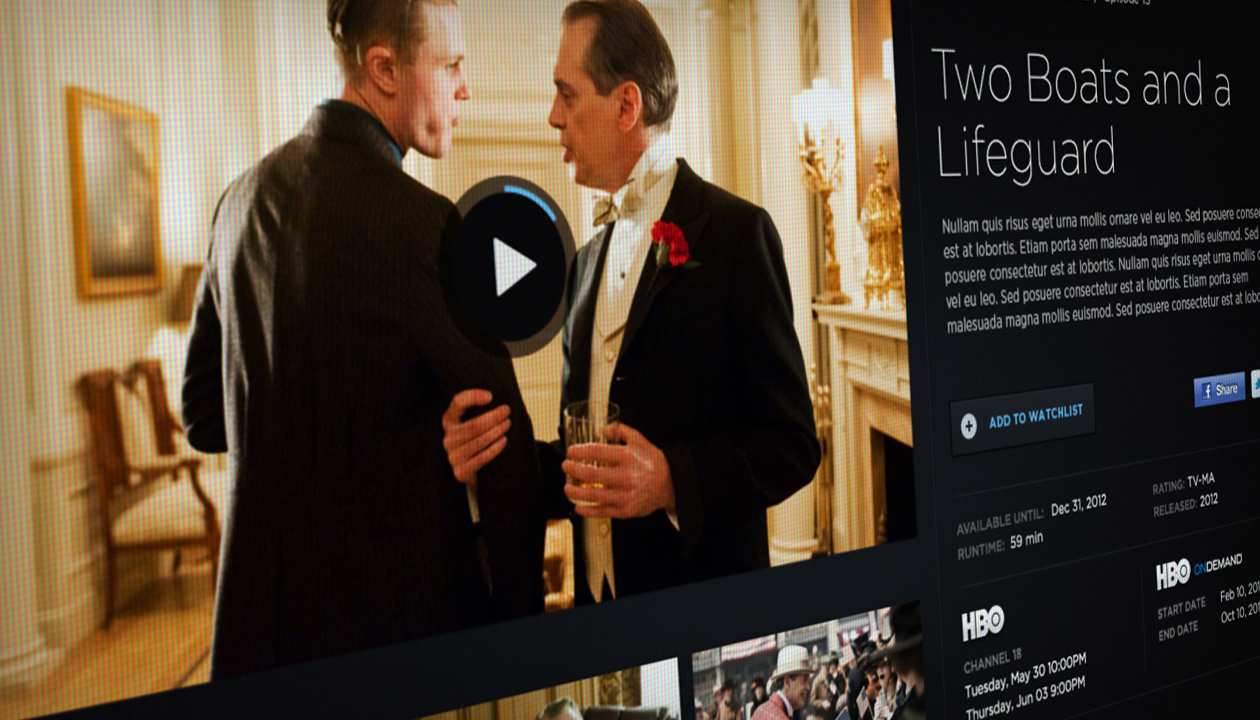 Episode 13
Two Boats and a
Lifeguard
Nullam quis risus eget urna mollis ornare vel eu leo. Sed posuere
est at lobortis. Etiam porta sem malesuada magna mollis euismod. Sed
posuere consectetur est at lobortis. Nullam quis risus eget urna mollis
vel eu leo. Sed posuere consectetur est at lobortis. Etiam porta sem
malesuada magna mollis euismod. Sed posuere consectetur est at
ADD TO WATCHLIST
f Share
AVAILABLE UNTIL: Dec 31, 2012
RUNTIME: 59 min
RATING: TV-MA
RELEASED: 2012
HBO
CHANNEL 18
Tuesday, May 30 10:00PM
Thursday, Jun 03 9:00PM
HBO ONDEMAND
START DATE Feb 10,
END DATE Oct 10,